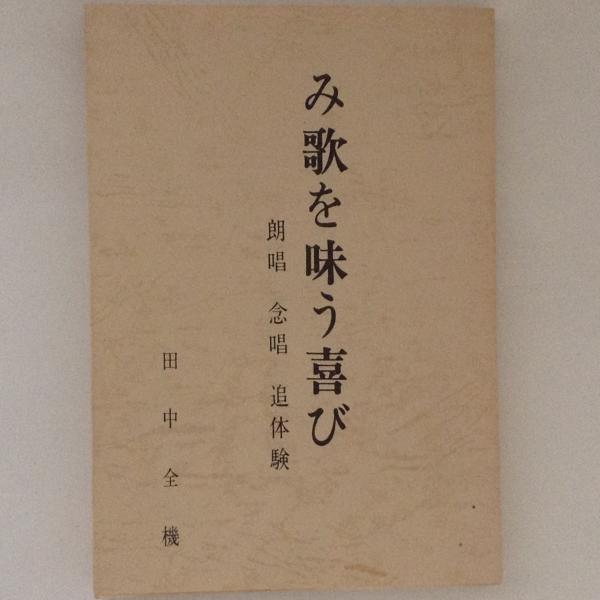 み歌を味う喜び
朗唱 念唱 追体験
田中全機